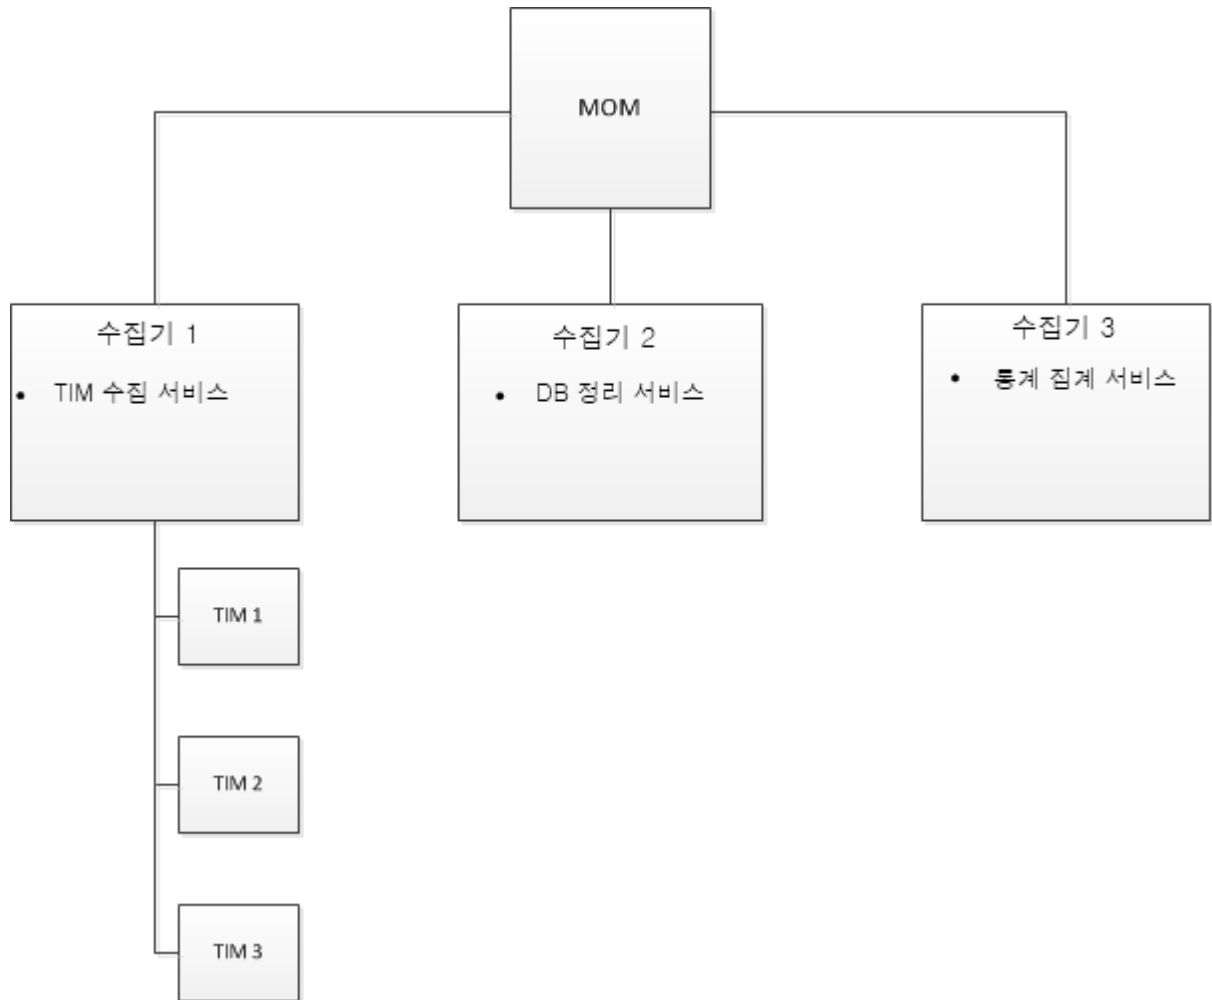 MOM
수집기 1
• TIM 수집 서비스
수집기 2
• DB 정리 서비스
수집기 3
• 통계 집계 서비스
TIM 1
TIM 2
TIM 3